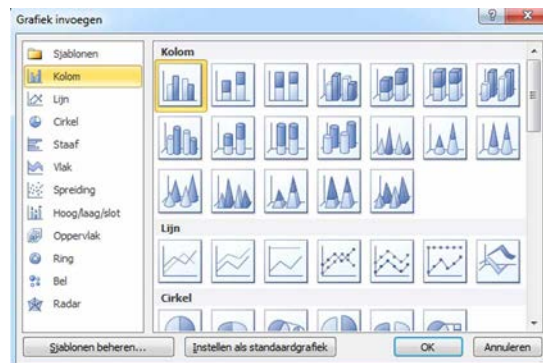 Grafiek invoegen
Sjablonen
Kolom
Lijn
Cirkel
Staaf
Vlak
Spreiding
Hoog/laag/slot
Oppervlak
Ring
Bel
Radar
Kolom
Lijn
Cirkel
Sjablonen beheren...
Instellen als standaardgrafiek
OK
Annuleren